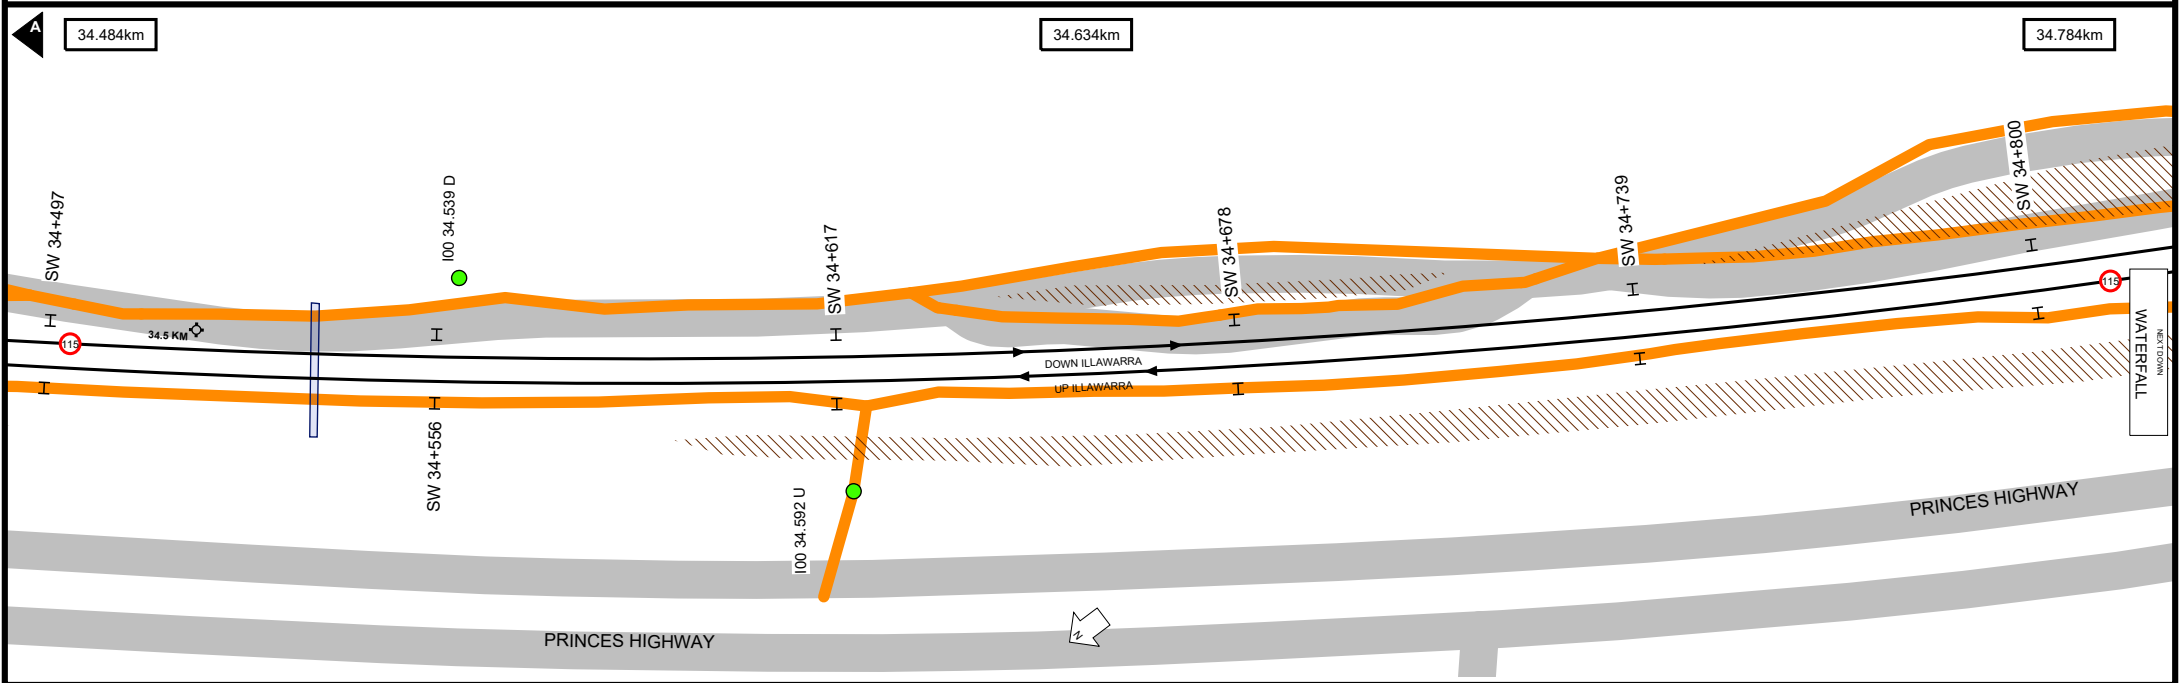 A
34.484km
34.634km
34.784km
SW 34+497
I00 34.539 D
SW 34+617
SW 34+678
SW 34+739
SW 34+800
34.5 KM
115
115
DOWN ILLAWARRA
UP ILLAWARRA
NEXT DOWN
WATERFALL
SW 34+556
I00 34.592 U
PRINCES HIGHWAY
PRINCES HIGHWAY
N